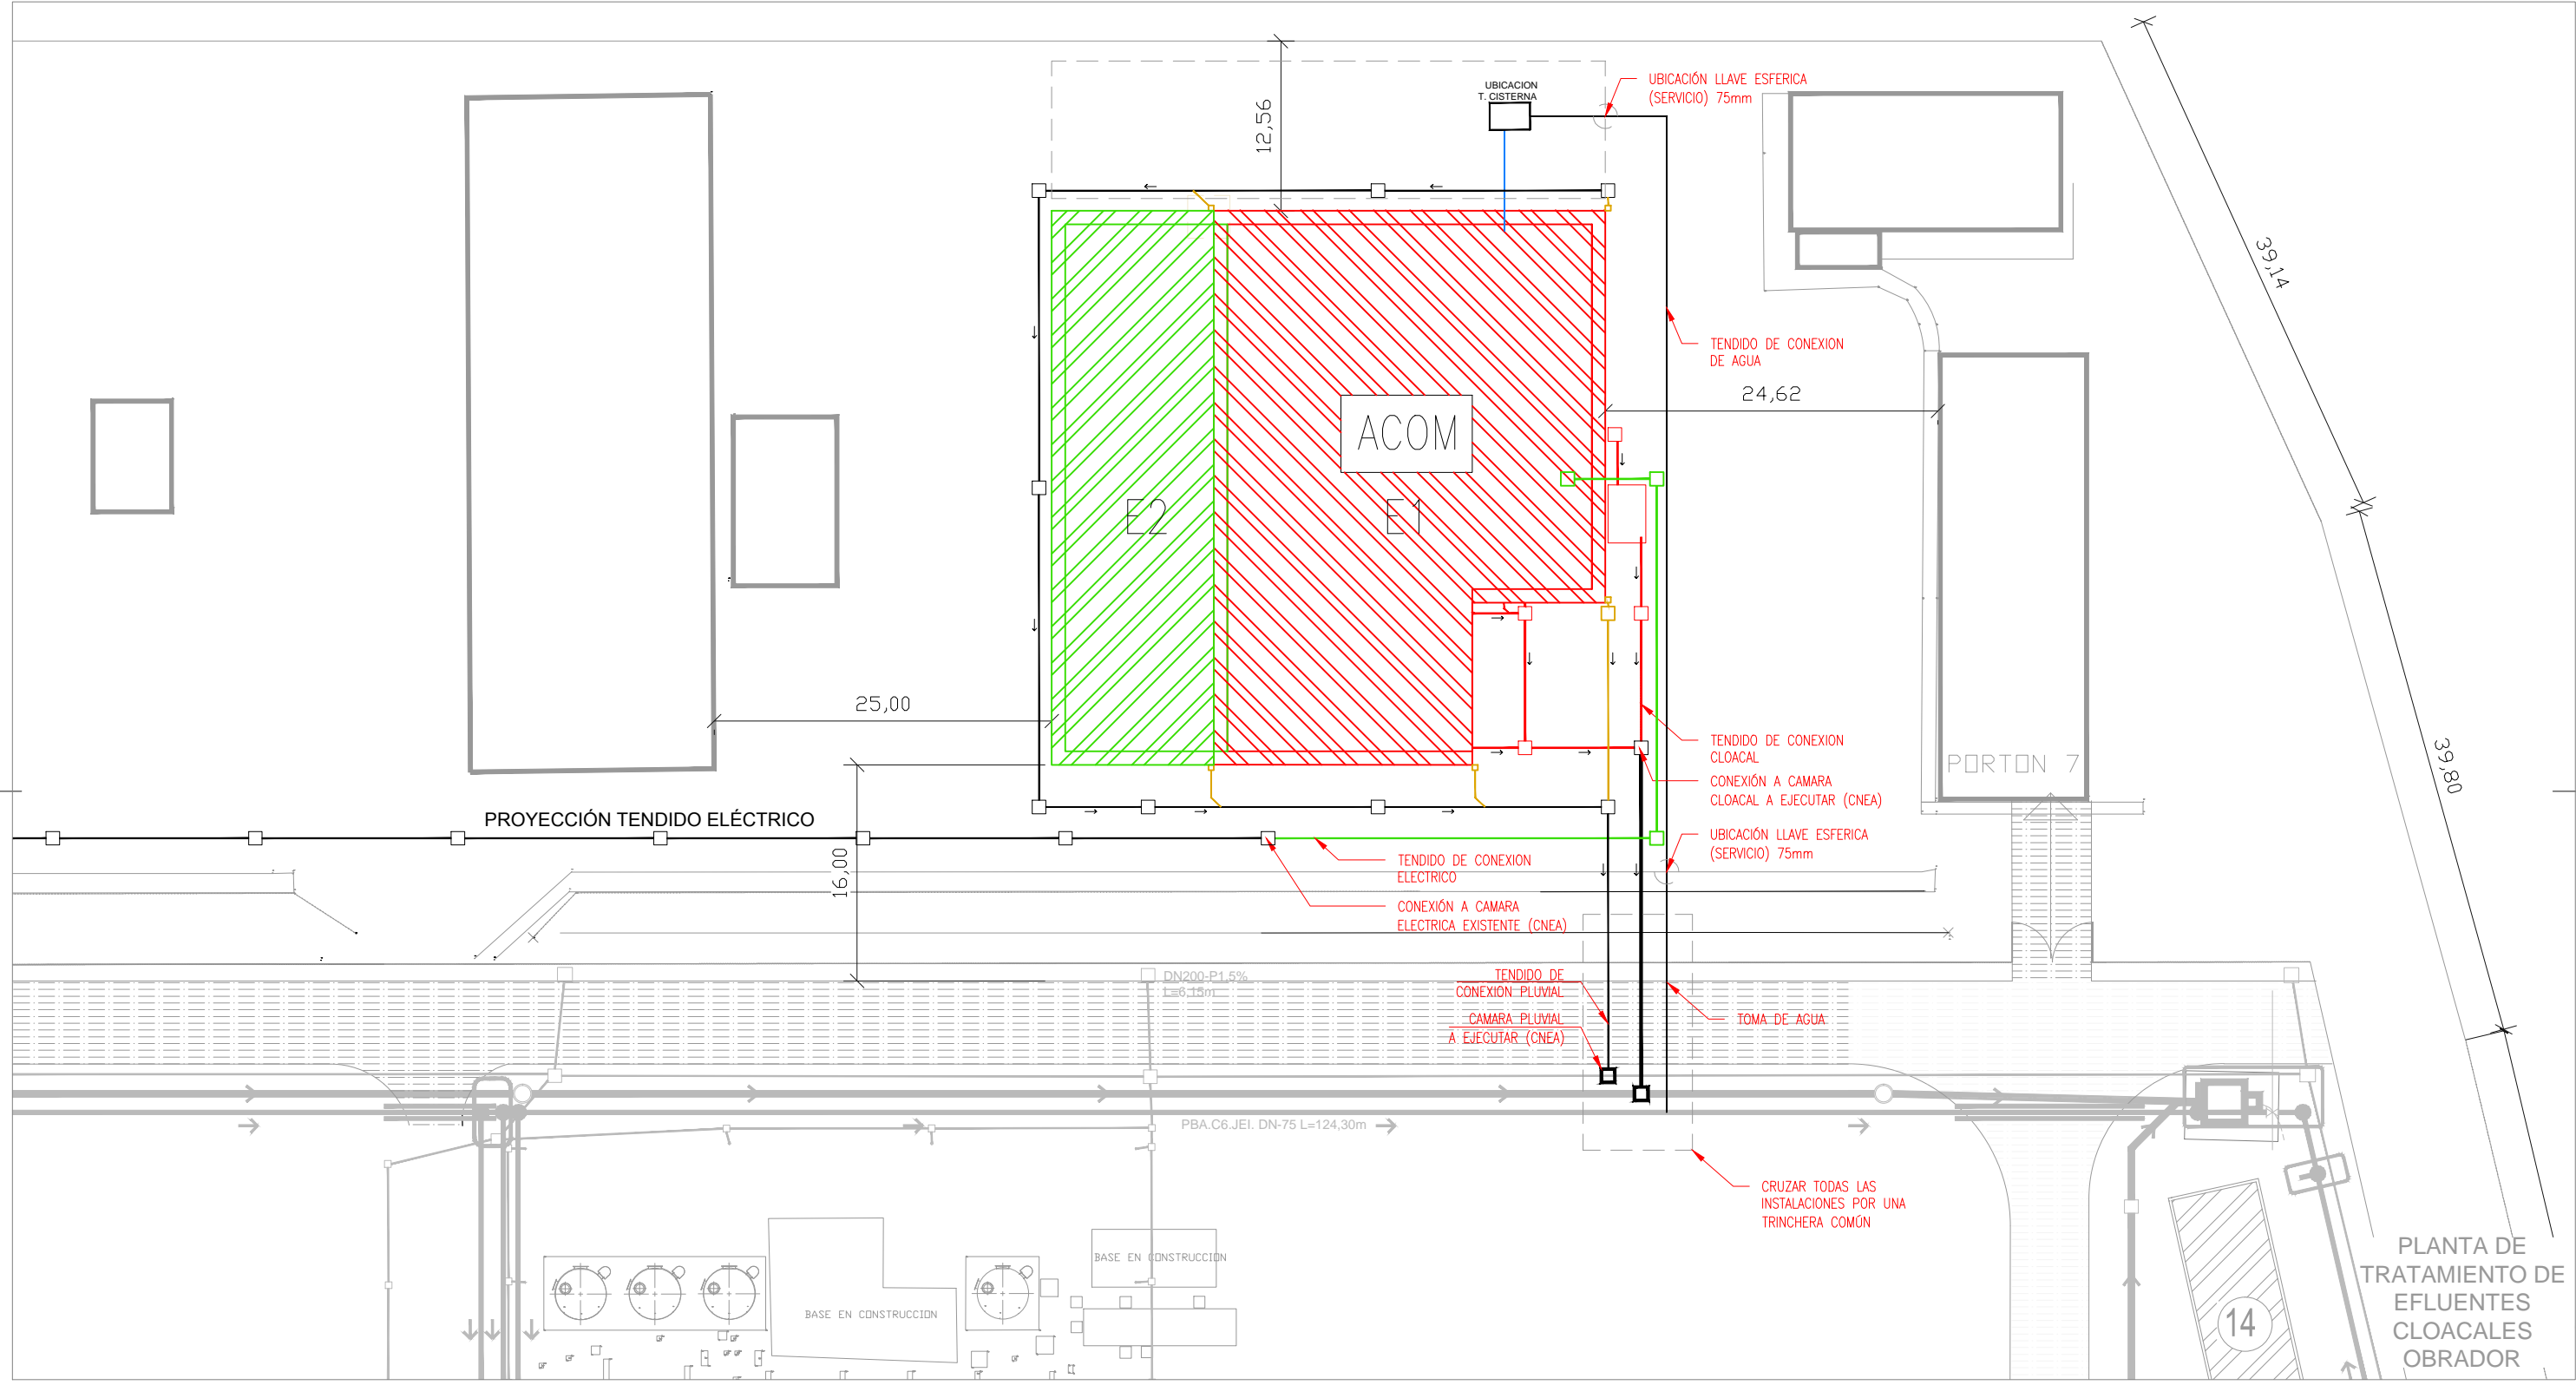 UBICACION
T. CISTERNA
UBICACIÓN LLAVE ESFERICA
(SERVICIO) 75mm
12,56
39,14
TENDIDO DE CONEXION
DE AGUA
24,62
ACOM
E2
E1
25,00
TENDIDO DE CONEXION
CLOACAL
PORTON 7
39,80
CONEXIÓN A CAMARA
CLOACAL A EJECUTAR (CNEA)
PROYECCIÓN TENDIDO ELÉCTRICO
UBICACIÓN LLAVE ESFERICA
(SERVICIO) 75mm
16,00
TENDIDO DE CONEXION
ELECTRICO
CONEXIÓN A CAMARA
ELECTRICA EXISTENTE (CNEA)
DN200-P1,5%
L=6,15m
TENDIDO DE
CONEXION PLUVIAL
CAMARA PLUVIAL
A EJECUTAR (CNEA)
TOMA DE AGUA
PBA.C6.JEI. DN-75 L=124,30m
CRUZAR TODAS LAS
INSTALACIONES POR UNA
TRINCHERA COMÚN
BASE EN CONSTRUCCION
BASE EN CONSTRUCCION
14
PLANTA DE
TRATAMIENTO DE
EFLUENTES
CLOACALES
OBRADOR